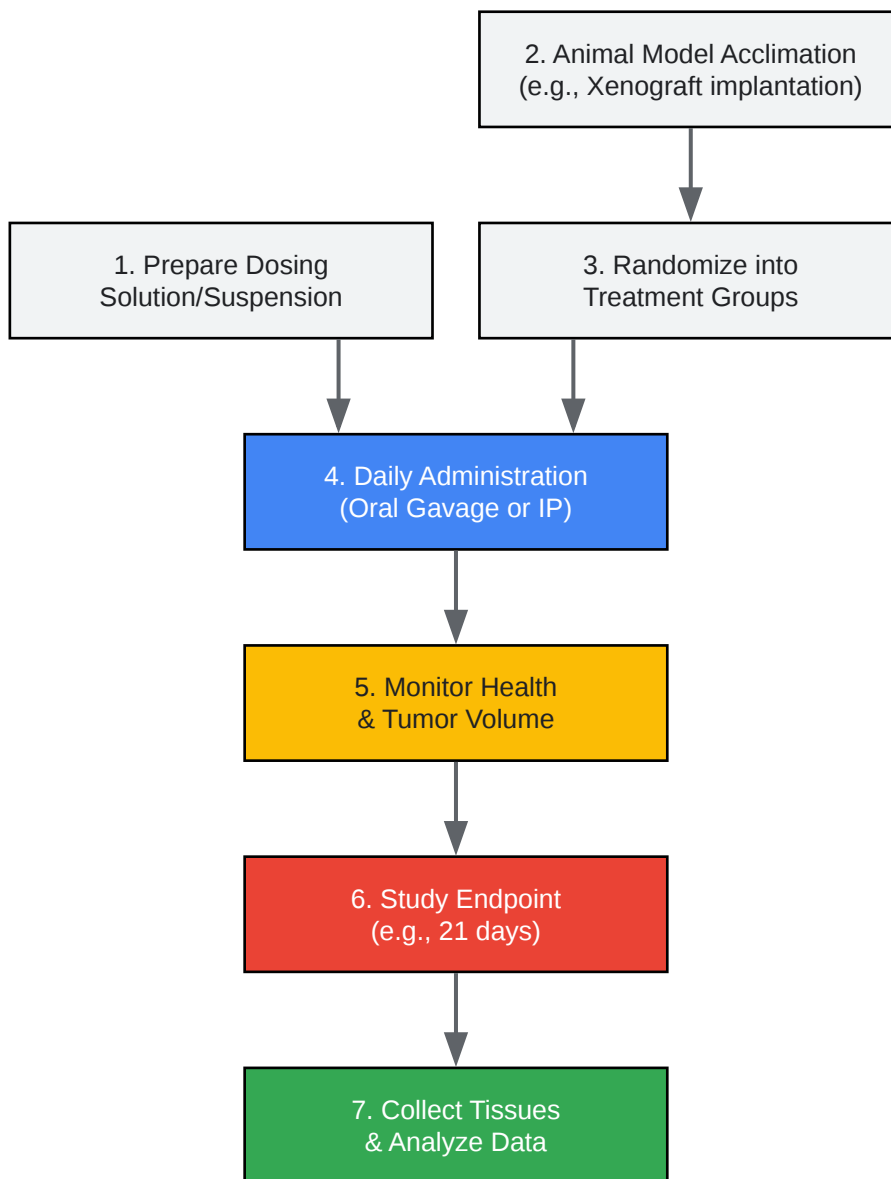 2. Animal Model Acclimation
(e.g., Xenograft implantation)
1. Prepare Dosing
Solution/Suspension
3. Randomize into
Treatment Groups
4. Daily Administration
(Oral Gavage or IP)
5. Monitor Health
& Tumor Volume
6. Study Endpoint
(e.g., 21 days)
7. Collect Tissues
& Analyze Data